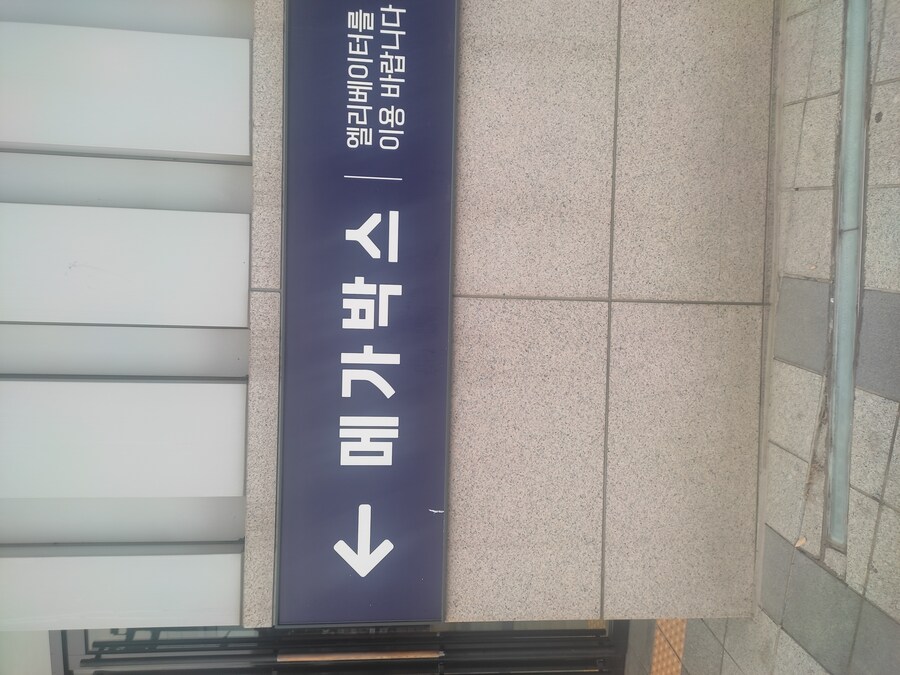 ← 메가박스
엘리베이터를
이용 바랍니다